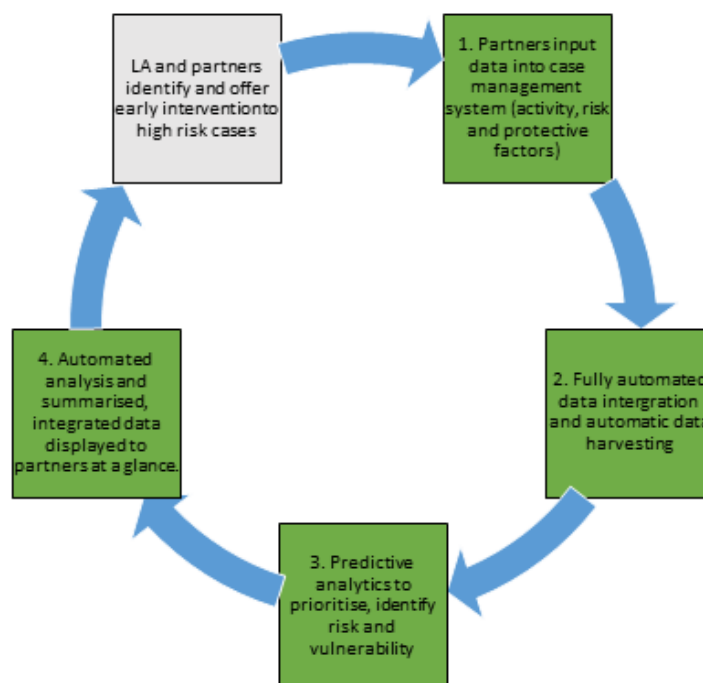 LA and partners
identify and offer
early interventionto
high risk cases
1. Partners input
data into case
management
system (activity, risk
and protective
factors)
2. Fully automated
data intergration
and automatic data
harvesting
3. Predictive
analytics to
prioritise, identify
risk and
vulnerability
4. Automated
analysis and
summarised,
integrated data
displayed to
partners at a glance.